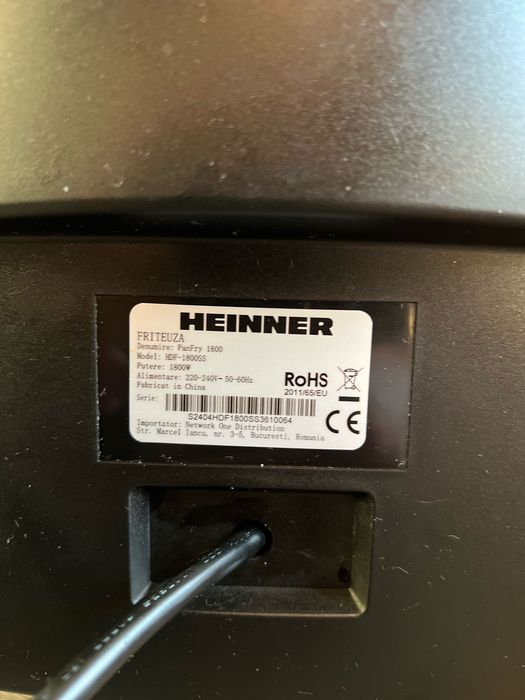 HEINNER
FRITEUZA
Denumire: PanFry 1800
Model: HDF-1800SS
Putere: 1800W
Alimentare: 220-240V~ 50-60Hz
Fabricat in China
RoHS
2011/65/EU
Serie:
S2404HDF1800SS3610064
CE
Importator: Network One Distribution
Str. Marcel Iancu, nr. 3-5, Bucuresti, Romania